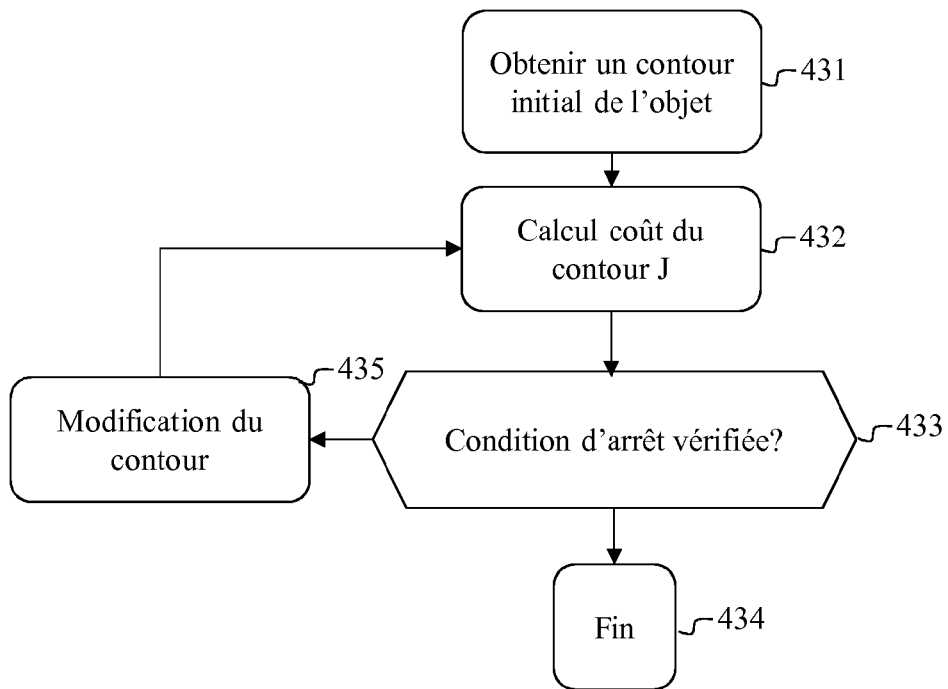 Obtenir un contour
initial de l’objet
431
Calcul coût du
contour J
432
435
Modification du
contour
Condition d’arrêt vérifiée?
433
Fin
434